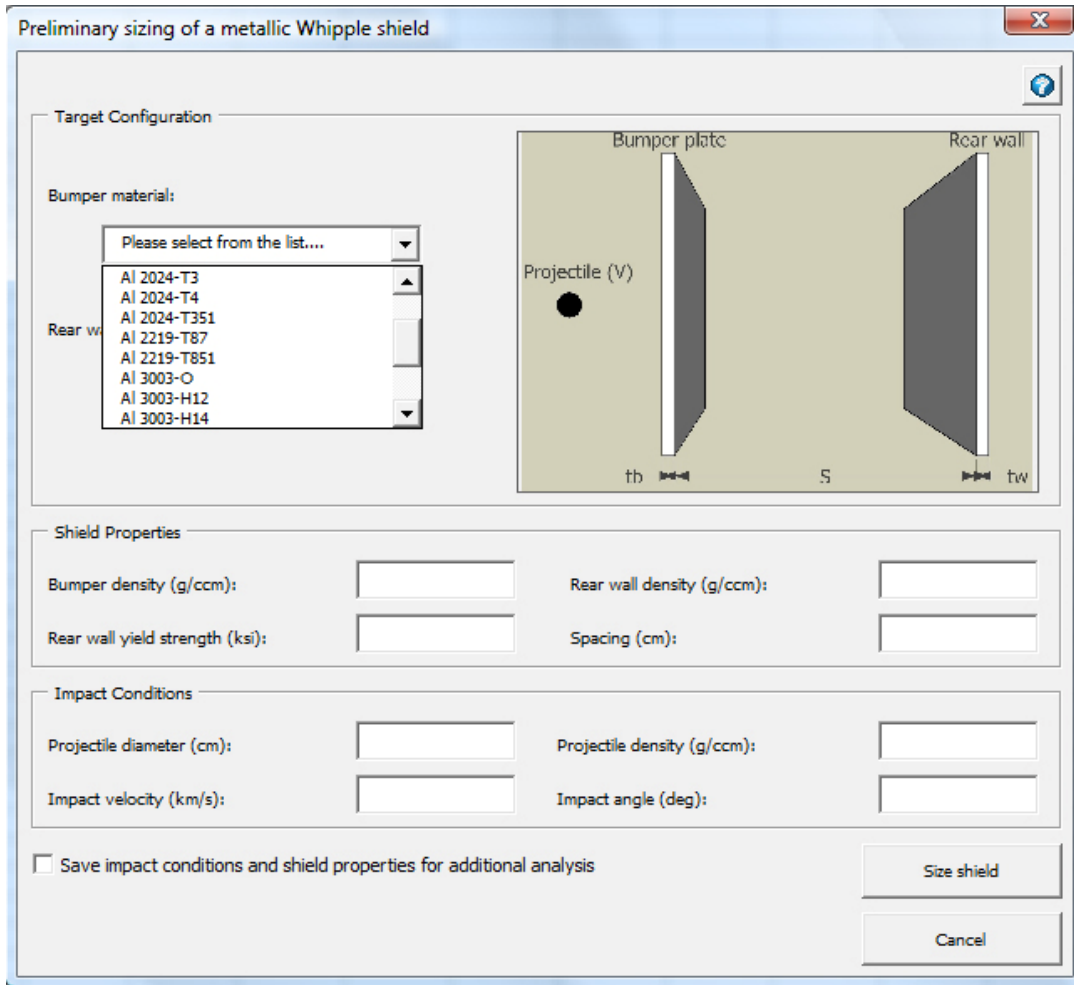 Preliminary sizing of a metallic Whipple shield
Target Configuration
Bumper material:
Please select from the list....
Al 2024-T3
Al 2024-T4
Al 2024-T351
Al 2219-T87
Al 2219-T851
Al 3003-O
Al 3003-H12
Al 3003-H14
Rear w
Bumper plate
Rear wall
Projectile (V)
tb
S
tw
Shield Properties
Bumper density (g/ccm):
Rear wall density (g/ccm):
Rear wall yield strength (ksi):
Spacing (cm):
Impact Conditions
Projectile diameter (cm):
Projectile density (g/ccm):
Impact velocity (km/s):
Impact angle (deg):
Save impact conditions and shield properties for additional analysis
Size shield
Cancel